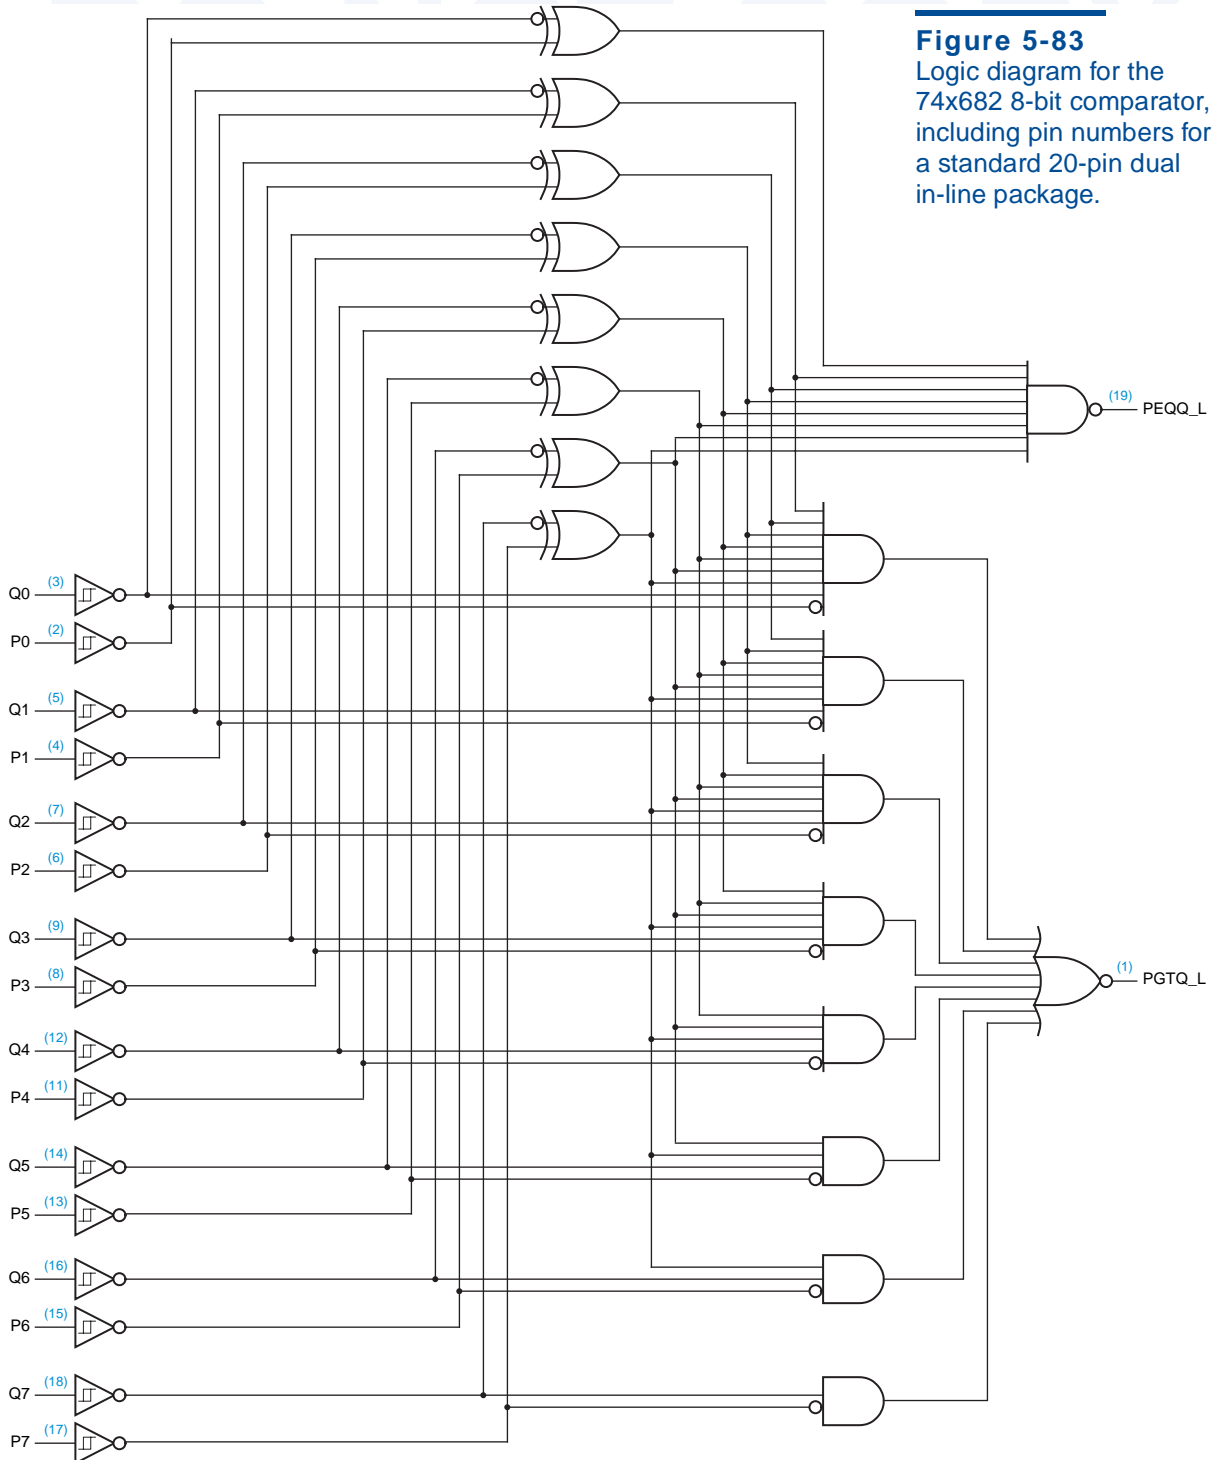 Figure 5-83
Logic diagram for the
74x682 8-bit comparator,
including pin numbers for
a standard 20-pin dual
in-line package.
(19)
PEQQ_L
Q0 (3)
P0 (2)
Q1 (5)
P1 (4)
Q2 (7)
P2 (6)
Q3 (9)
P3 (8)
(1)
PGTQ_L
Q4 (12)
P4 (11)
Q5 (14)
P5 (13)
Q6 (16)
P6 (15)
Q7 (18)
P7 (17)